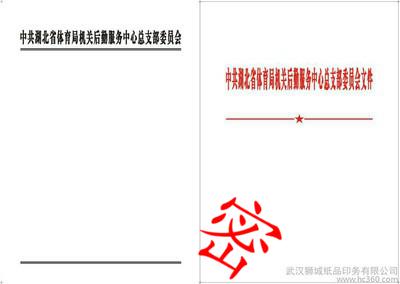 中共湖北省体育局机关后勤服务中心总支部委员会
中共湖北省体育局机关后勤服务中心总支部委员会文件
密
武汉狮城纸品印务有限公司
www.hc360.com